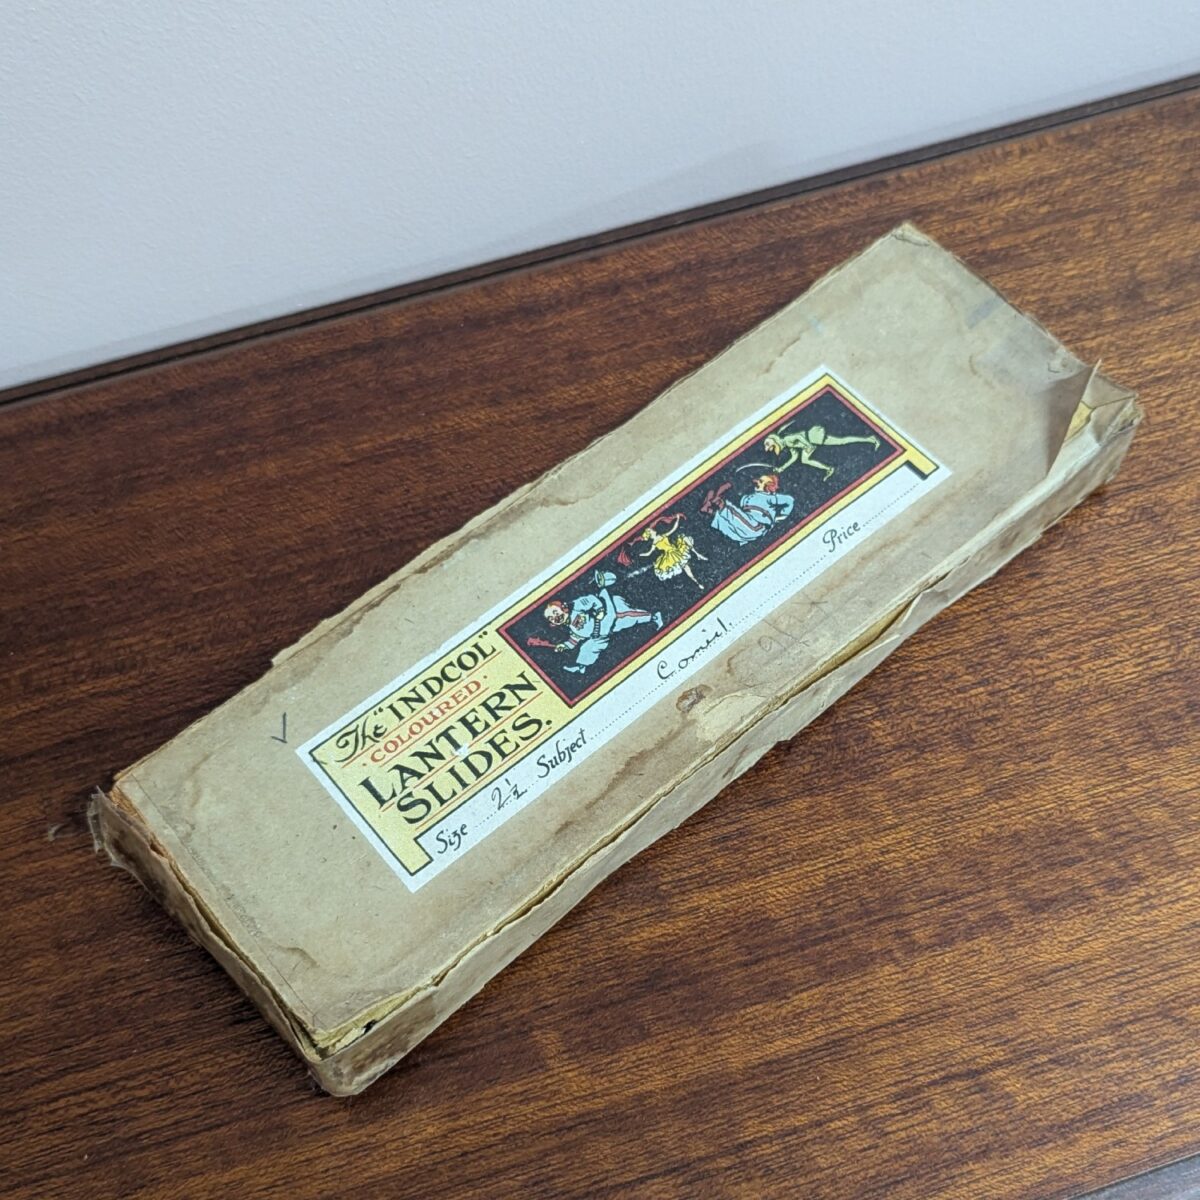 The "INDCOL"
·COLOURED·
LANTERN
SLIDES.
Size 2½ Subject Comic. Price